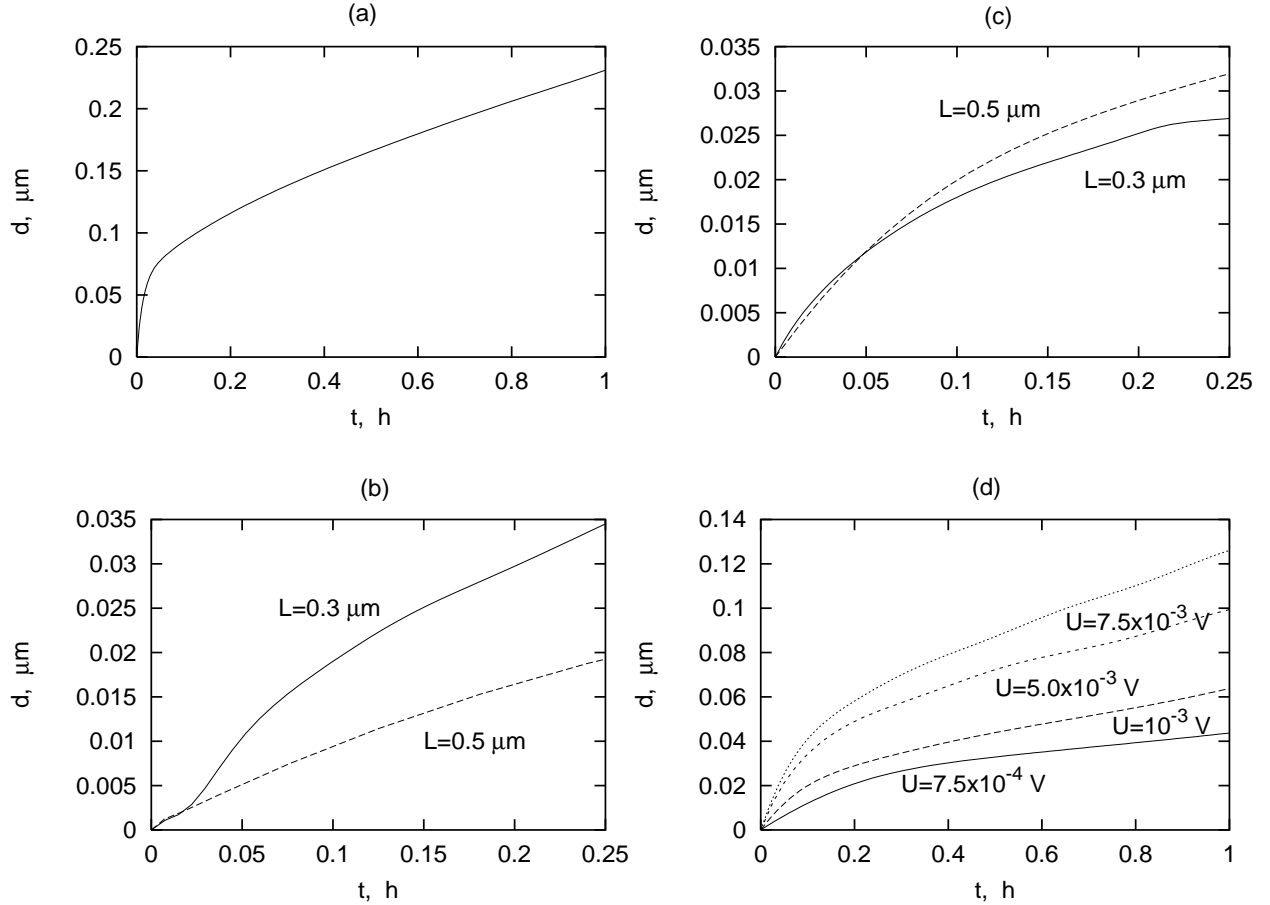 (a)
0.25
0.2
0.15
0.1
0.05
0
d, μm
0 0.2 0.4 0.6 0.8 1
t, h
(c)
0.035
0.03
0.025
0.02
0.015
0.01
0.005
0
d, μm
L=0.5 μm
L=0.3 μm
0 0.05 0.1 0.15 0.2 0.25
t, h
(b)
0.035
0.03
0.025
0.02
0.015
0.01
0.005
0
d, μm
L=0.3 μm
L=0.5 μm
0 0.05 0.1 0.15 0.2 0.25
t, h
(d)
0.14
0.12
0.1
0.08
0.06
0.04
0.02
0
d, μm
U=7.5x10⁻³ V
U=5.0x10⁻³ V
U=10⁻³ V
U=7.5x10⁻⁴ V
0 0.2 0.4 0.6 0.8 1
t, h